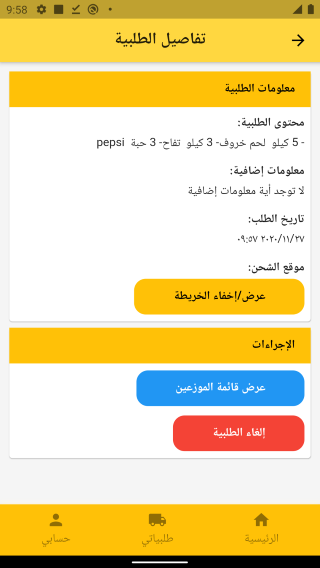 9:58
تفاصيل الطلبية
معلومات الطلبية
محتوى الطلبية:
- 5 كيلو لحم خروف- 3 كيلو تفاح- 3 حبة pepsi
معلومات إضافية:
لا توجد أية معلومات إضافية
تاريخ الطلب:
٢٠٢٠/١١/٢٧ ٠٩:٥٧
موقع الشحن:
عرض/إخفاء الخريطة
الإجراءات
عرض قائمة الموزعين
إلغاء الطلبية
الرئيسية
طلبياتي
حسابي